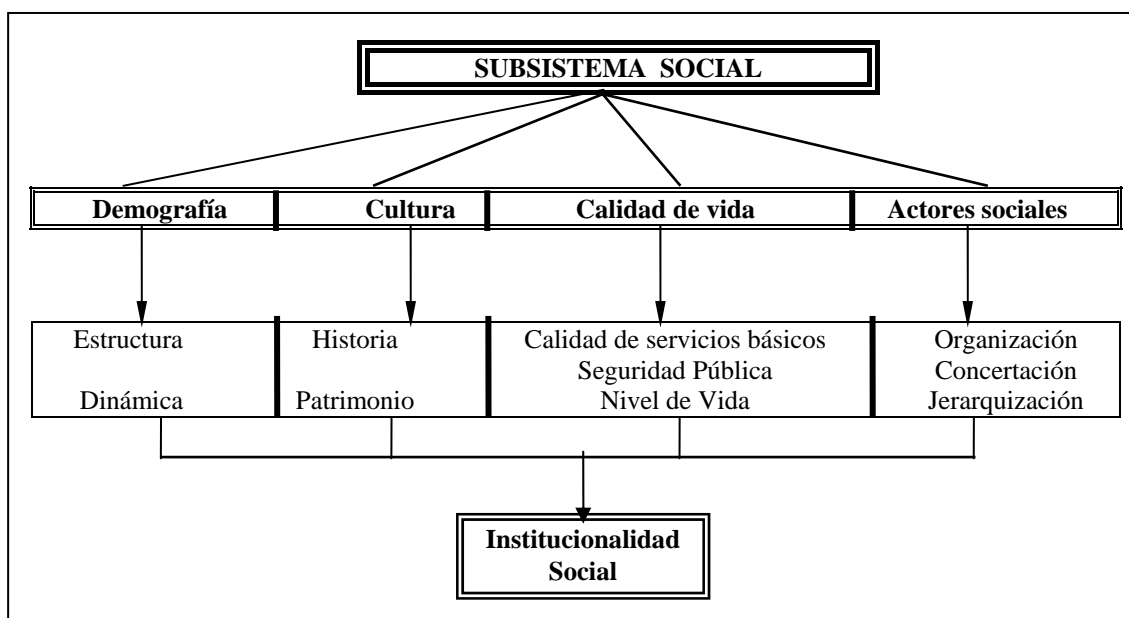 SUBSISTEMA SOCIAL
Demografía
Cultura
Calidad de vida
Actores sociales
Estructura
Dinámica
Historia
Patrimonio
Calidad de servicios básicos
Seguridad Pública
Nivel de Vida
Organización
Concertación
Jerarquización
Institucionalidad
Social